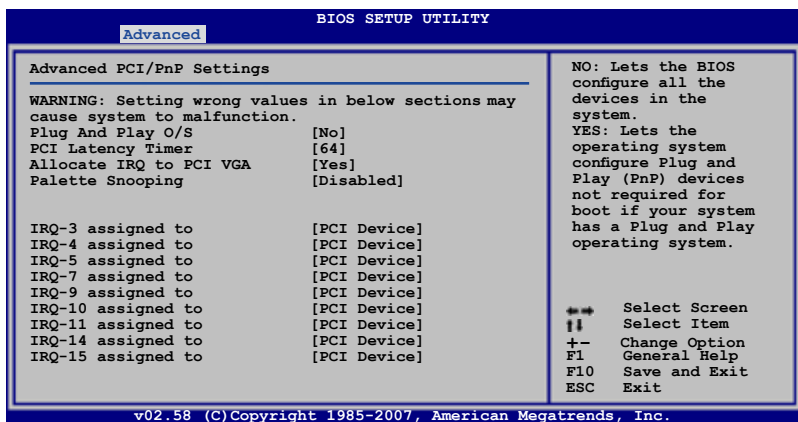 BIOS SETUP UTILITY
Advanced
Advanced PCI/PnP Settings
WARNING: Setting wrong values in below sections may
cause system to malfunction.
Plug And Play O/S [No]
PCI Latency Timer [64]
Allocate IRQ to PCI VGA [Yes]
Palette Snooping [Disabled]
IRQ-3 assigned to [PCI Device]
IRQ-4 assigned to [PCI Device]
IRQ-5 assigned to [PCI Device]
IRQ-7 assigned to [PCI Device]
IRQ-9 assigned to [PCI Device]
IRQ-10 assigned to [PCI Device]
IRQ-11 assigned to [PCI Device]
IRQ-14 assigned to [PCI Device]
IRQ-15 assigned to [PCI Device]
NO: Lets the BIOS
configure all the
devices in the
system.
YES: Lets the
operating system
configure Plug and
Play (PnP) devices
not required for
boot if your system
has a Plug and Play
operating system.
←→ Select Screen
↑↓ Select Item
+- Change Option
F1 General Help
F10 Save and Exit
ESC Exit
v02.58 (C)Copyright 1985-2007, American Megatrends, Inc.